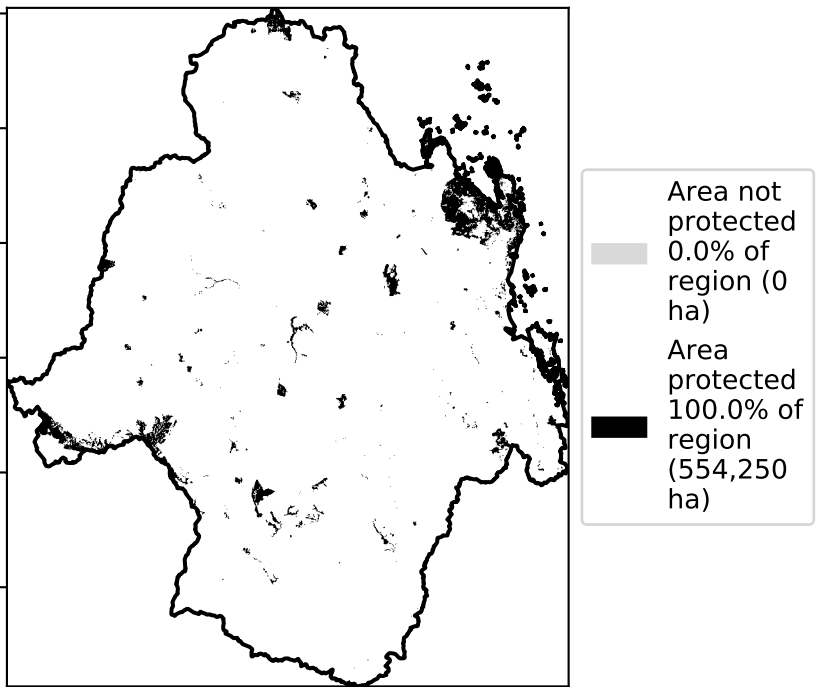 Area not
protected
0.0% of
region (0
ha)
Area
protected
100.0% of
region
(554,250
ha)